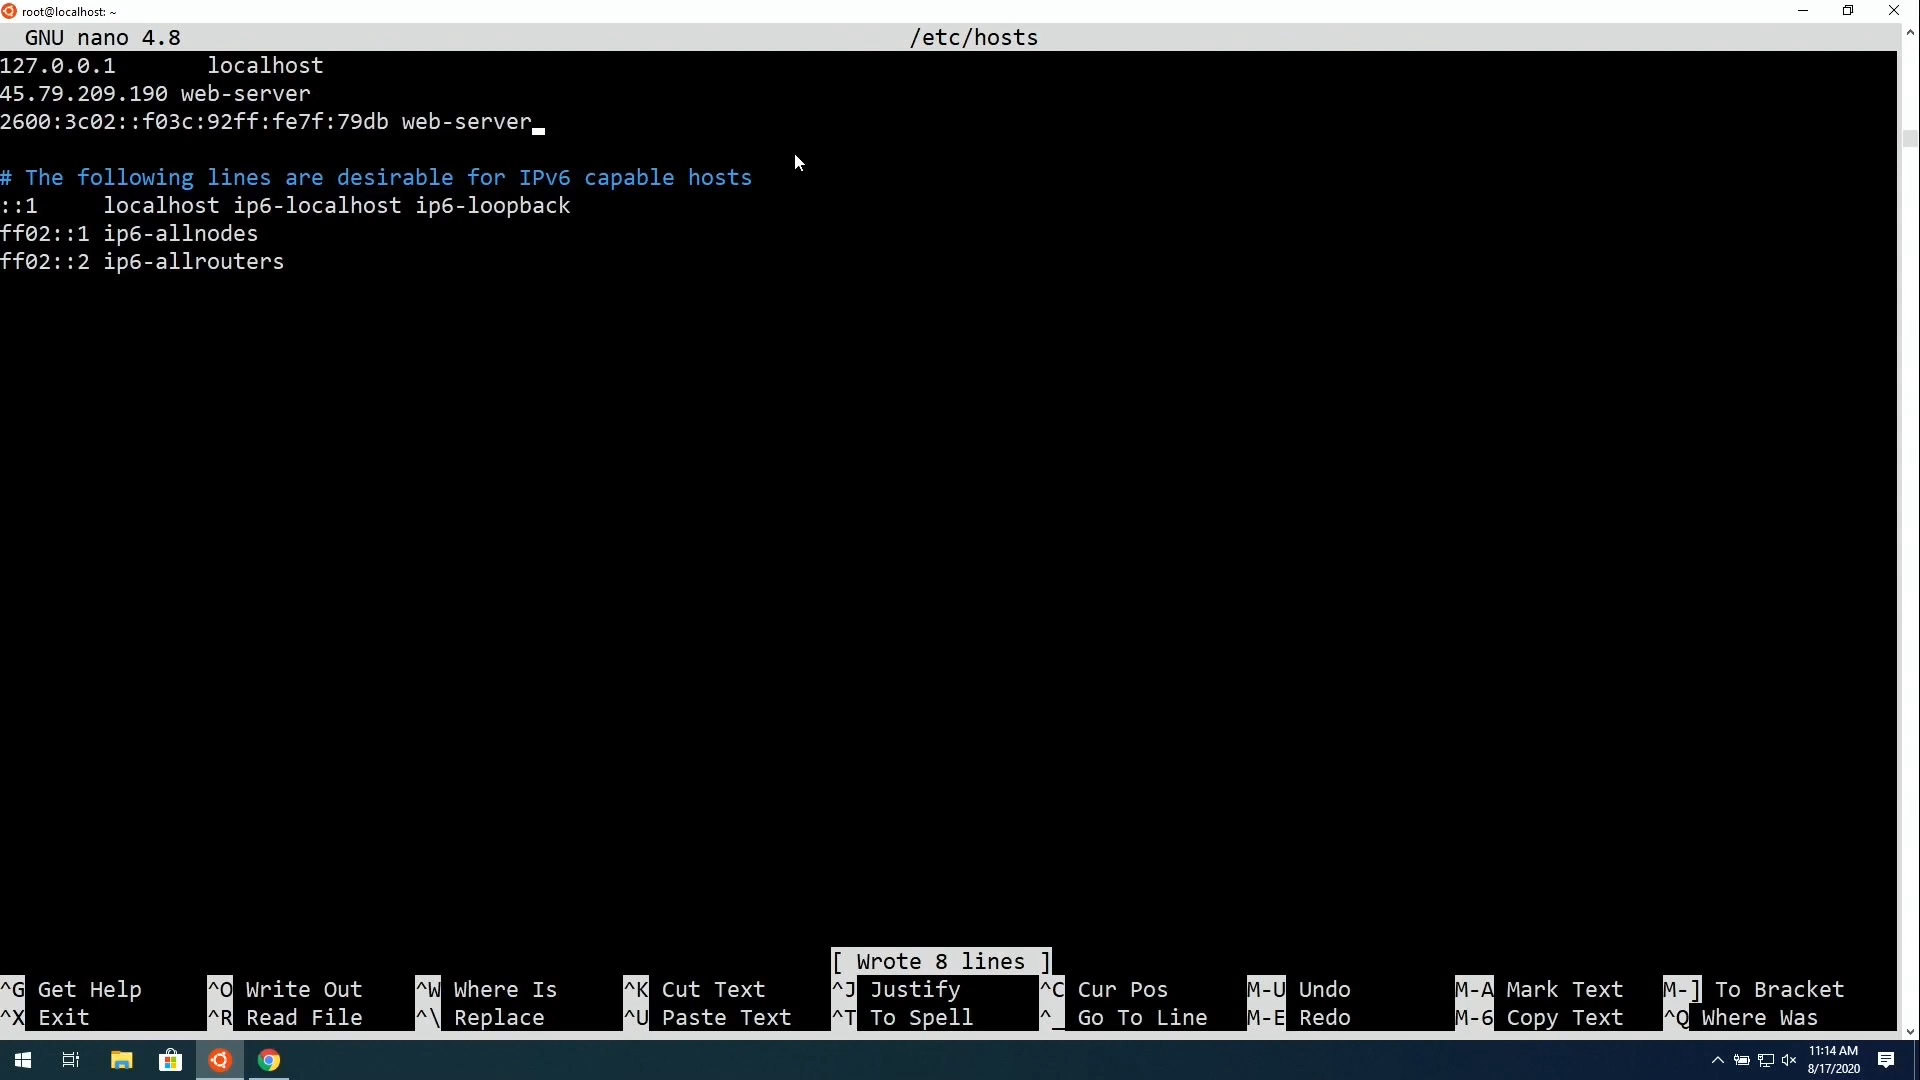 root@localhost: ~
GNU nano 4.8 /etc/hosts
127.0.0.1 localhost
45.79.209.190 web-server
2600:3c02::f03c:92ff:fe7f:79db web-server
# The following lines are desirable for IPv6 capable hosts
::1 localhost ip6-localhost ip6-loopback
ff02::1 ip6-allnodes
ff02::2 ip6-allrouters
[ Wrote 8 lines ]
^G Get Help ^O Write Out ^W Where Is ^K Cut Text ^J Justify ^C Cur Pos M-U Undo M-A Mark Text M-] To Bracket
^X Exit ^R Read File ^\ Replace ^U Paste Text ^T To Spell ^_ Go To Line M-E Redo M-6 Copy Text ^Q Where Was
11:14 AM
8/17/2020